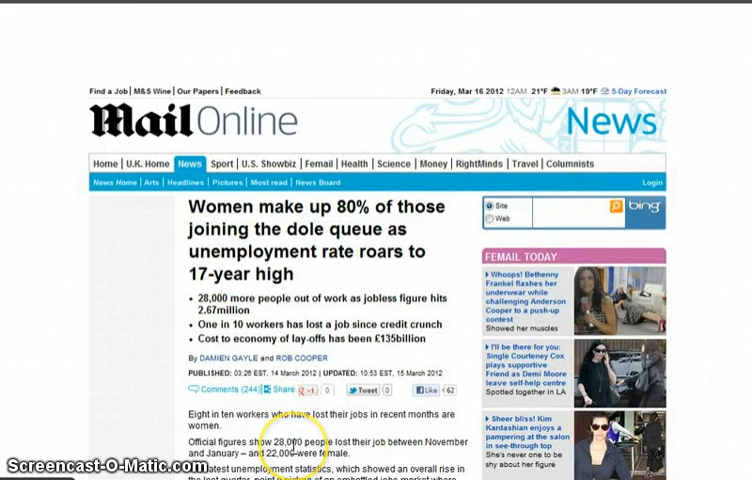 Find a Job | M&S Wine | Our Papers | Feedback
Friday, Mar 16 2012 12AM 21°F 3AM 19°F 5-Day Forecast
Mail Online
News
Home | U.K. Home | News | Sport | U.S. Showbiz | Femail | Health | Science | Money | RightMinds | Travel | Columnists
News Home | Arts | Headlines | Pictures | Most read | News Board
Login
Women make up 80% of those
joining the dole queue as
unemployment rate roars to
17-year high
• 28,000 more people out of work as jobless figure hits
2.67million
• One in 10 workers has lost a job since credit crunch
• Cost to economy of lay-offs has been £135billion
By DAMIEN GAYLE and ROB COOPER
PUBLISHED: 03:26 EST, 14 March 2012 | UPDATED: 10:53 EST, 15 March 2012
Comments (244) Share +1 0 Tweet 0 Like 62
Eight in ten workers who have lost their jobs in recent months are
women.
Official figures show 28,000 people lost their job between November
and January – and 22,000 were female.
latest unemployment statistics, which showed an overall rise in
Site
Web
bing
FEMAIL TODAY
Whoops! Bethenny
Frankel flashes her
underwear while
challenging Anderson
Cooper to a push-up
contest
Showed her muscles
I'll be there for you:
Single Courteney Cox
plays supportive
Friend as Demi Moore
leave self-help centre
Spotted together in LA
Sheer bliss! Kim
Kardashian enjoys a
pampering at the salon
in see-through top
She's never one to
be shy about her figure
Screencast-O-Matic.com